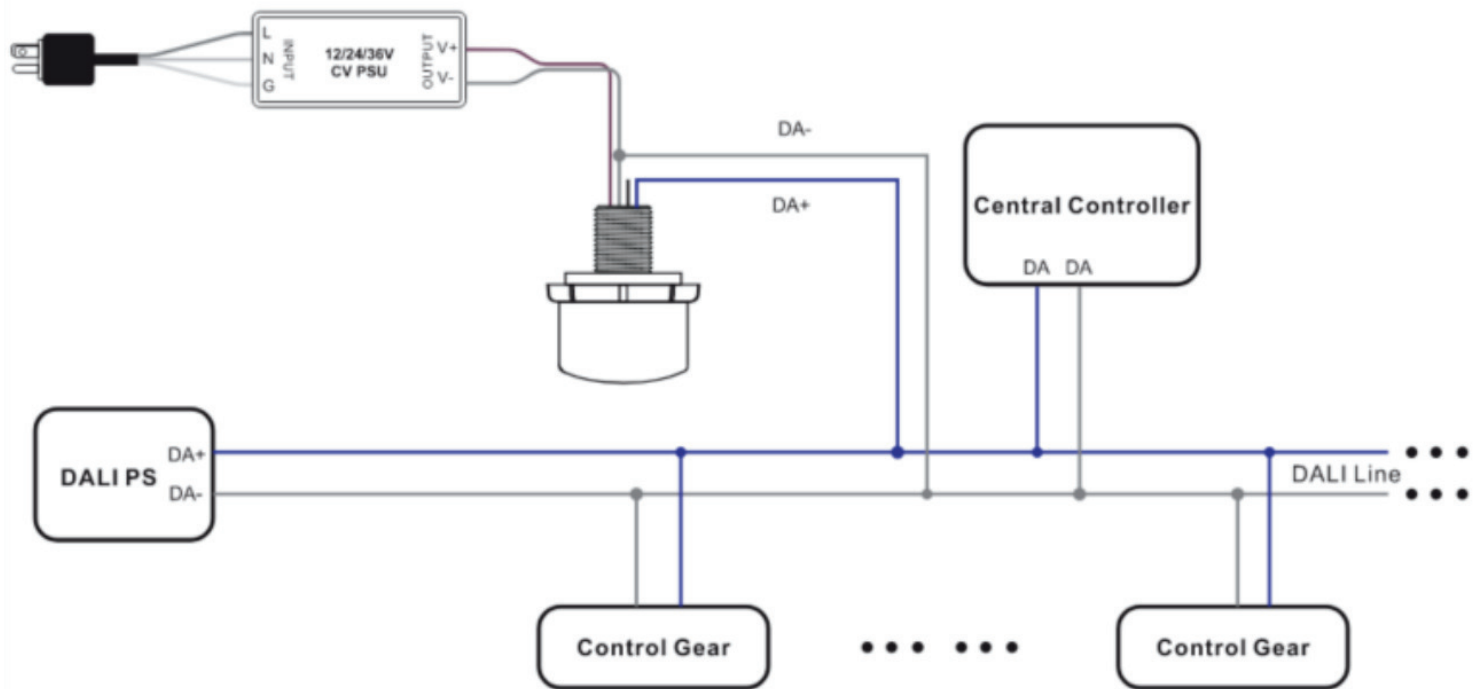 L
N
G
INPUT
12/24/36V
CV PSU
OUTPUT
V+
V-
DA-
DA+
Central Controller
DA DA
DALI PS
DA+
DA-
DALI Line
Control Gear
Control Gear